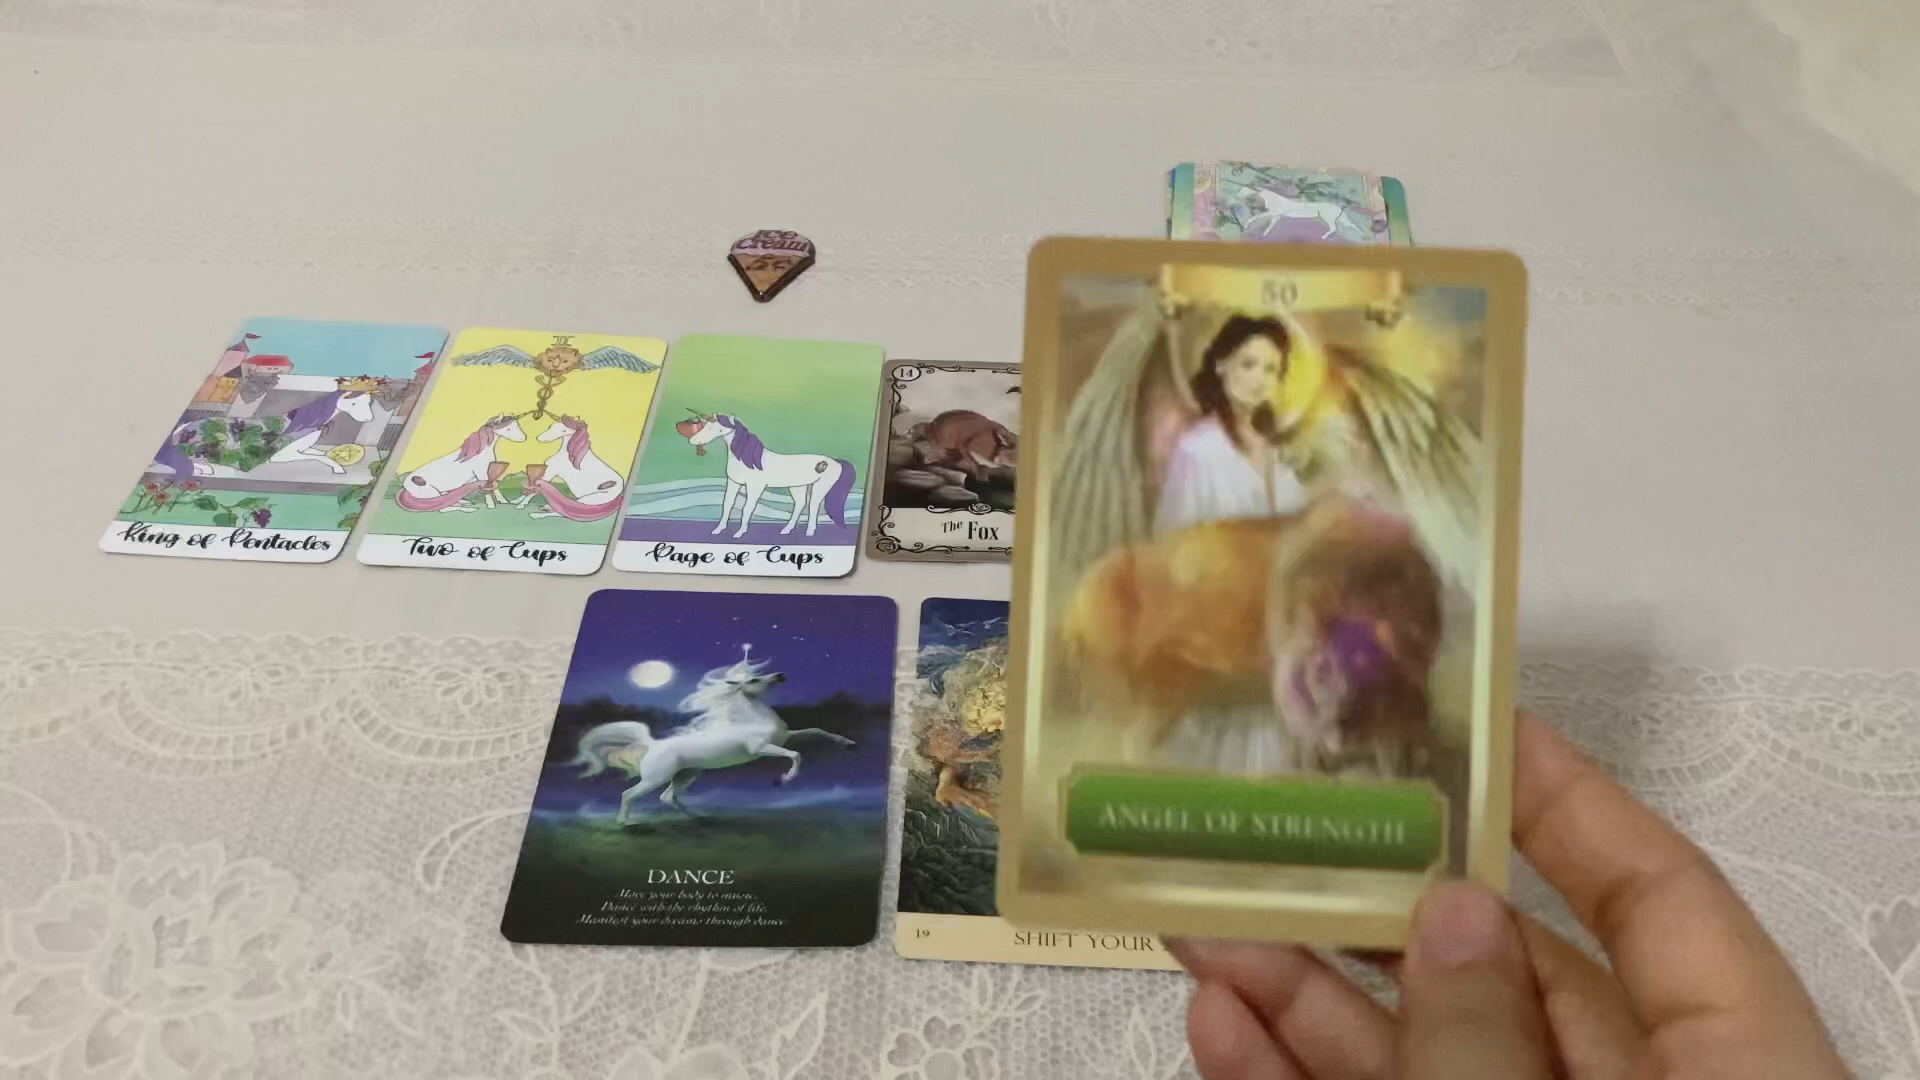 Ice
Cream
50
14
II
King of Pentacles
Two of Cups
Page of Cups
The Fox
ANGEL OF STRENGTH
DANCE
Move your body to music.
Dance with the rhythm of life.
Manifest your dreams through dance
19
SHIFT YOUR